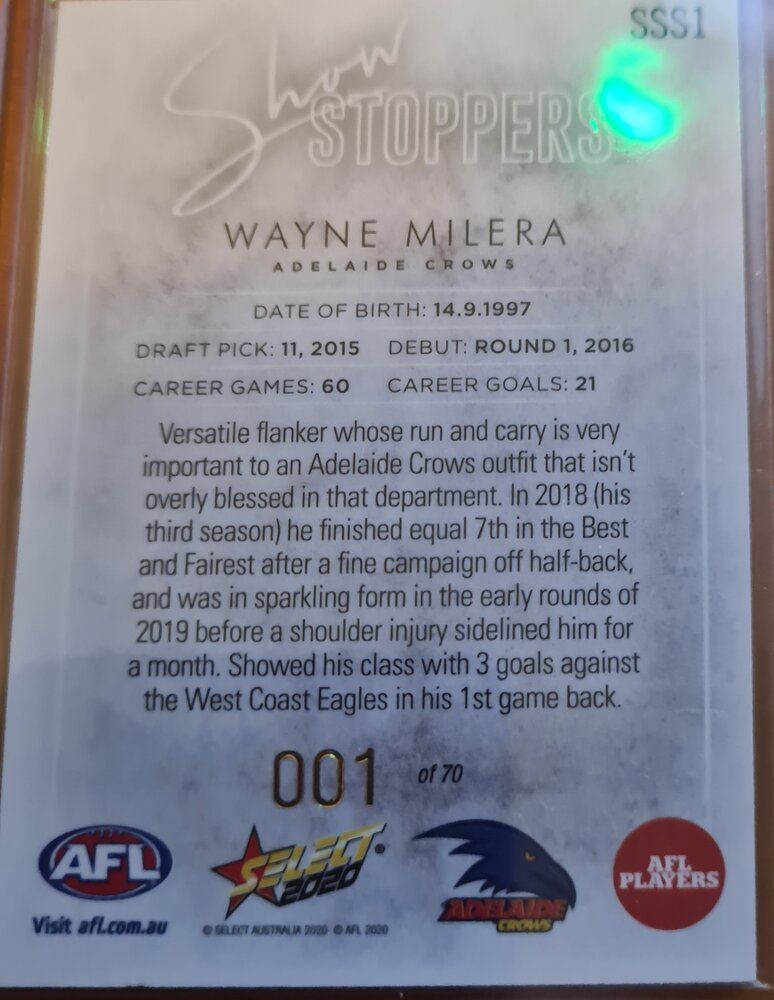 SSS1
Show
STOPPERS
WAYNE MILERA
ADELAIDE CROWS
DATE OF BIRTH: 14.9.1997
DRAFT PICK: 11, 2015 DEBUT: ROUND 1, 2016
CAREER GAMES: 60 CAREER GOALS: 21
Versatile flanker whose run and carry is very
important to an Adelaide Crows outfit that isn't
overly blessed in that department. In 2018 (his
third season) he finished equal 7th in the Best
and Fairest after a fine campaign off half-back,
and was in sparkling form in the early rounds of
2019 before a shoulder injury sidelined him for
a month. Showed his class with 3 goals against
the West Coast Eagles in his 1st game back.
001 of 70
AFL
Visit afl.com.au
SELECT
2020
© SELECT AUSTRALIA 2020 © AFL 2020
ADELAIDE
CROWS
AFL
PLAYERS